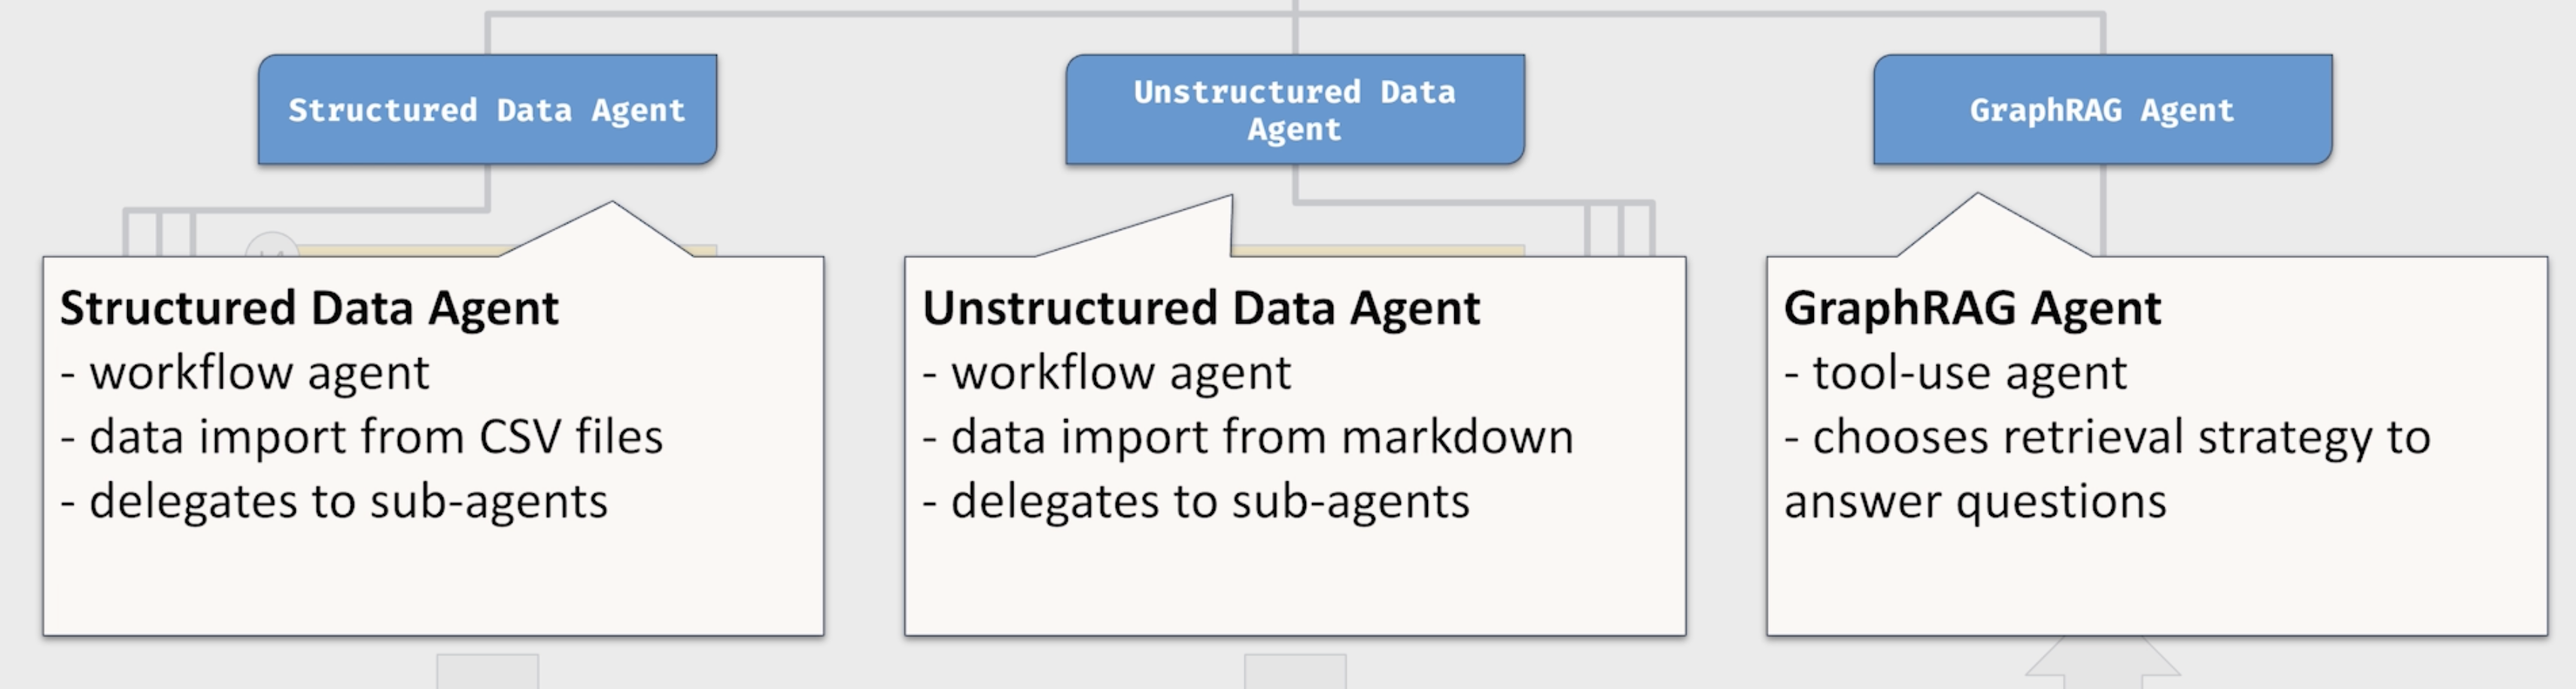 Structured Data Agent
Unstructured Data
Agent
GraphRAG Agent
Structured Data Agent
- workflow agent
- data import from CSV files
- delegates to sub-agents
Unstructured Data Agent
- workflow agent
- data import from markdown
- delegates to sub-agents
GraphRAG Agent
- tool-use agent
- chooses retrieval strategy to
answer questions